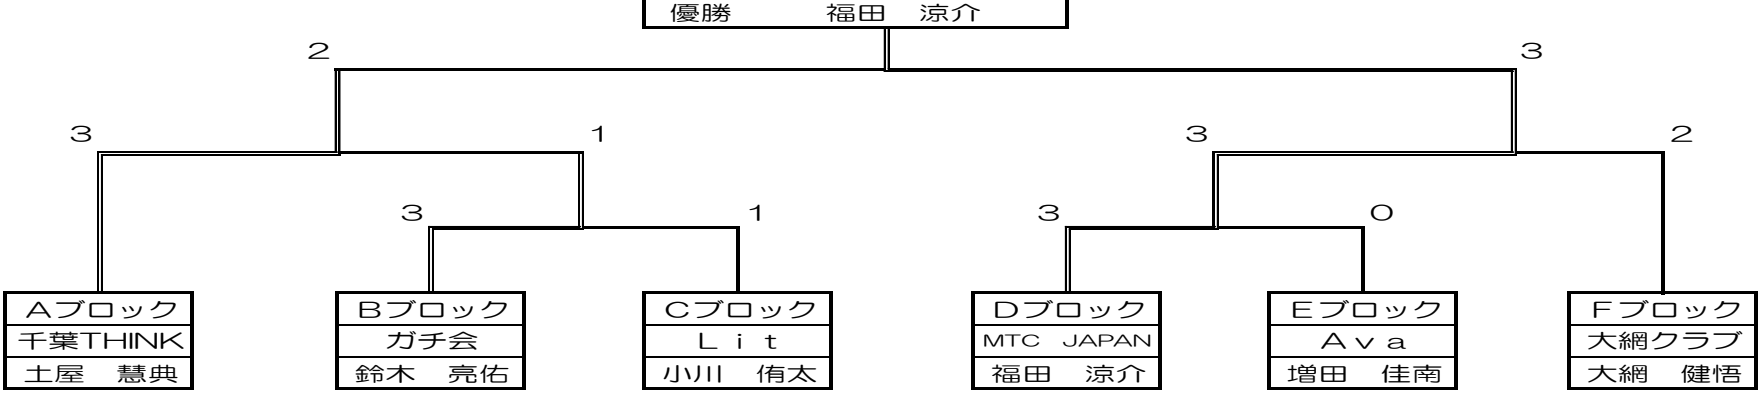 優勝　福田　涼介
2　3
3　1　3　2
3　1　3　0
Aブロック　Bブロック　Cブロック　Dブロック　Eブロック　Fブロック
千葉THINK　ガチ会　Ｌｉｔ　MTC　JAPAN　Ａｖａ　大網クラブ
土屋　慧典　鈴木　亮佑　小川　侑太　福田　涼介　増田　佳南　大網　健悟